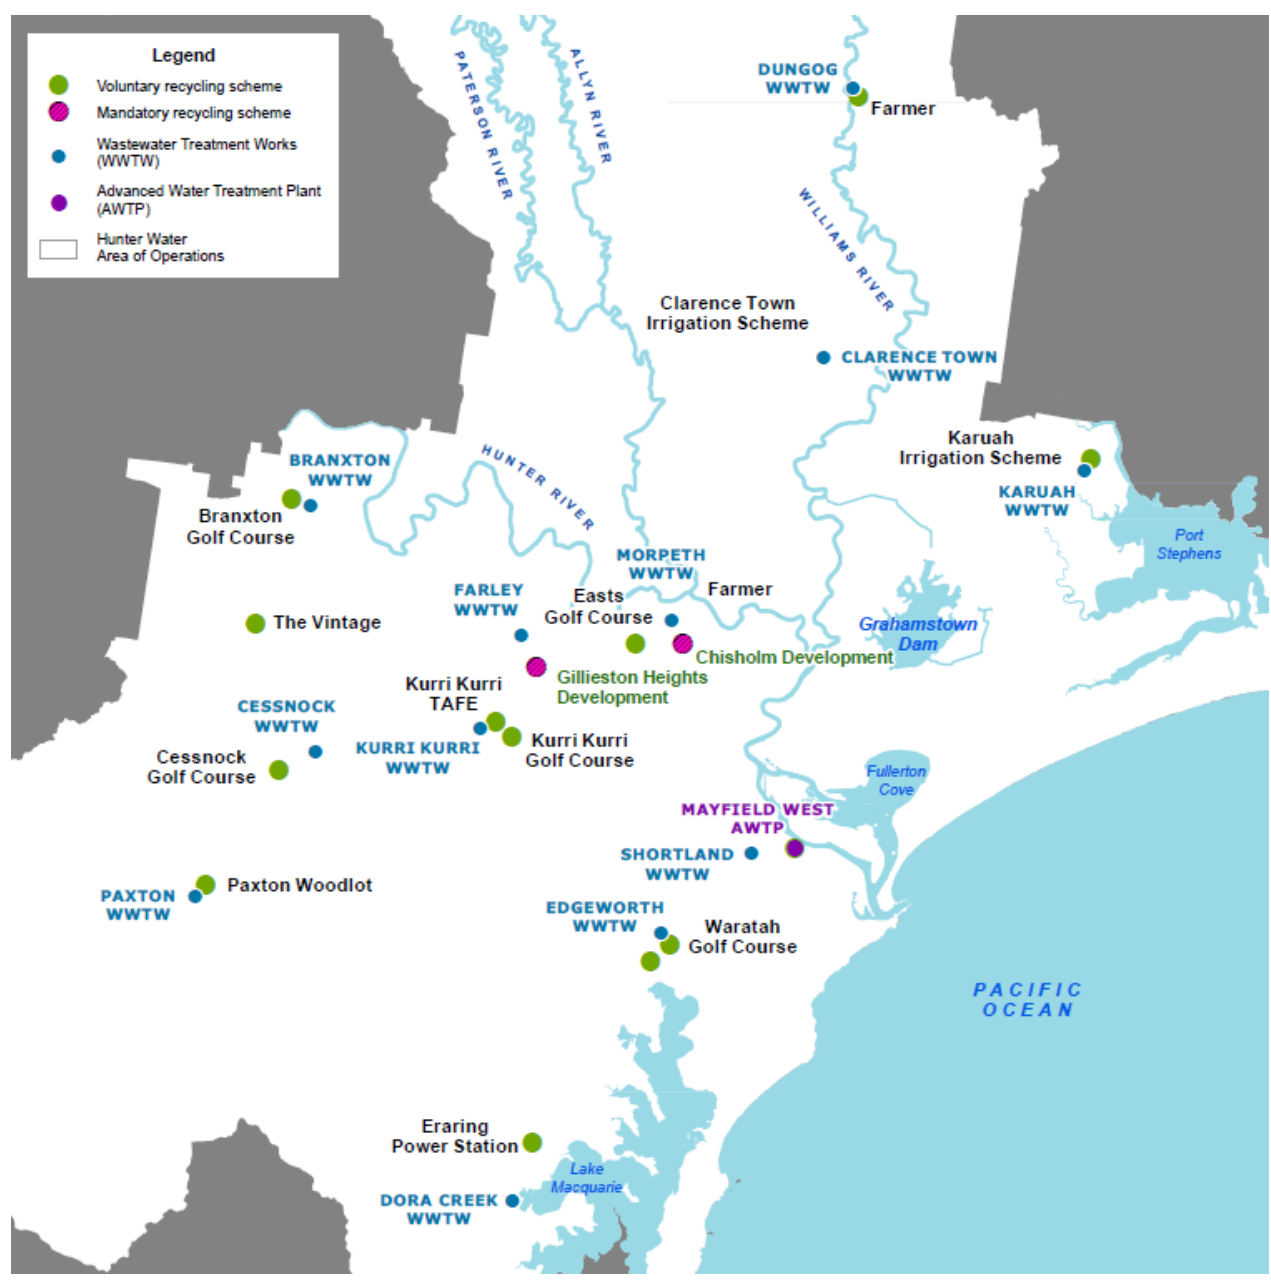 Legend
Voluntary recycling scheme
Mandatory recycling scheme
Wastewater Treatment Works
(WWTW)
Advanced Water Treatment Plant
(AWTP)
Hunter Water
Area of Operations
PATERSON RIVER
ALLYN RIVER
DUNGOG
WWTW
Farmer
WILLIAMS RIVER
Clarence Town
Irrigation Scheme
CLARENCE TOWN
WWTW
Karuah
Irrigation Scheme
KARUAH
WWTW
Port
Stephens
BRANXTON
WWTW
Branxton
Golf Course
HUNTER RIVER
MORPETH
WWTW
Farmer
FARLEY
WWTW
Easts
Golf Course
Grahamstown
Dam
The Vintage
Chisholm Development
Gillieston Heights
Development
Kurri Kurri
TAFE
CESSNOCK
WWTW
KURRI KURRI
WWTW
Kurri Kurri
Golf Course
Cessnock
Golf Course
Fullerton
Cove
MAYFIELD WEST
AWTP
SHORTLAND
WWTW
Paxton Woodlot
PAXTON
WWTW
EDGEWORTH
WWTW
Waratah
Golf Course
PACIFIC
OCEAN
Eraring
Power Station
Lake
Macquarie
DORA CREEK
WWTW